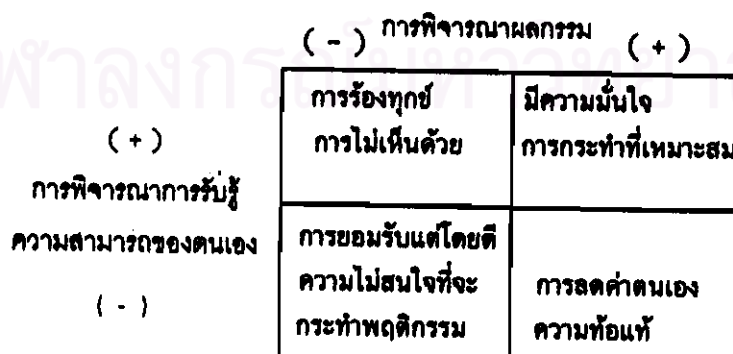 ( - ) การพิจารณาผลกรรม ( + )
การร้องทุกข์
การไม่เห็นด้วย
มีความมั่นใจ
การกระทำที่เหมาะสม
( + )
การพิจารณาการรับรู้
ความสามารถของตนเอง
( - )
การยอมรับแต่โดยดี
ความไม่สนใจที่จะ
กระทำพฤติกรรม
การลดค่าตนเอง
ความท้อแท้